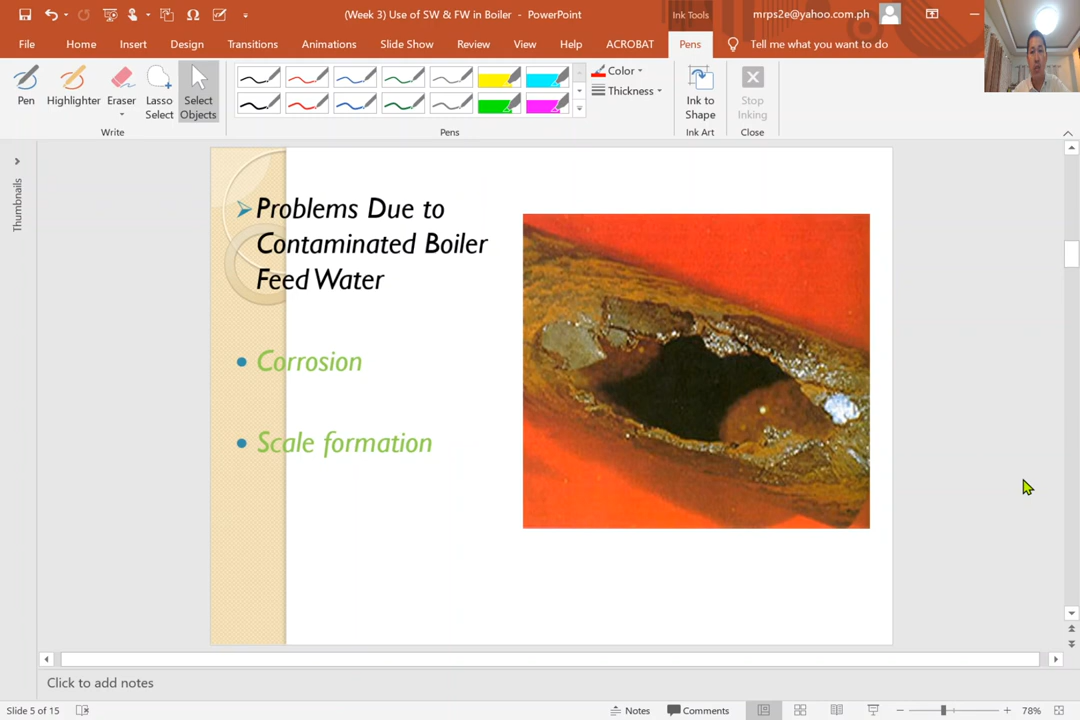 (Week 3) Use of SW & FW in Boiler - PowerPoint
Ink Tools
mrps2e@yahoo.com.ph
File
Home
Insert
Design
Transitions
Animations
Slide Show
Review
View
Help
ACROBAT
Pens
Tell me what you want to do
Pen
Highlighter
Eraser
Lasso
Select
Select
Objects
Color
Thickness
Ink to
Shape
Stop
Inking
Write
Pens
Ink Art
Close
Thumbnails
Problems Due to
Contaminated Boiler
Feed Water
Corrosion
Scale formation
Click to add notes
Slide 5 of 15
Notes
Comments
78%